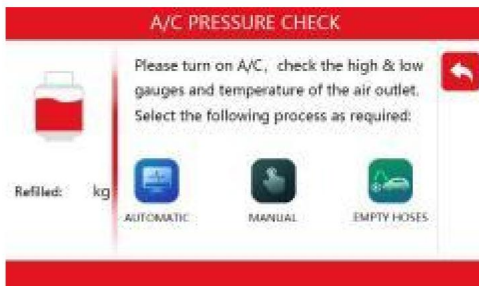 A/C PRESSURE CHECK
Please turn on A/C, check the high & low
gauges and temperature of the air outlet.
Select the following process as required:
Refilled: kg
AUTOMATIC MANUAL EMPTY HOSES